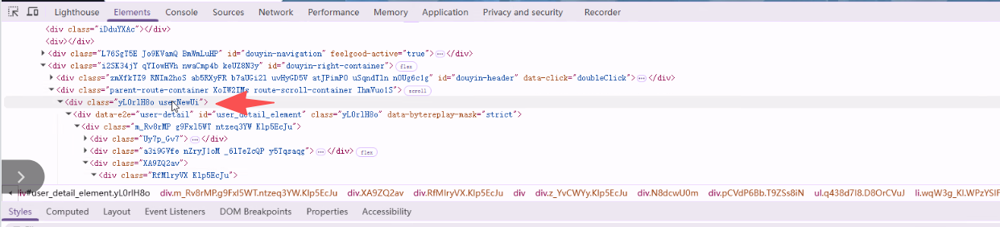 Lighthouse Elements Console Sources Network Performance Memory Application Privacy and security Recorder
<div class="iDduYXAc"></div>
<div></div>
<div class="L76SgT5E Jo9KVamQ BmWmLuHP" id="douyin-navigation" feelgood-active="true"> ⋯ </div>
<div class="i2SK34jY qYIowHVh nwaCmp4b keUZ8N3y" id="douyin-right-container"> flex
<div class="zmXfkTZ9 RNIm2hoS ab5RXyFR b7aUGi2l uvHyGD5V atJPimP0 uSqndTln nOUg6c1g" id="douyin-header" data-click="doubleClick"> ⋯ </div>
<div class="parent-route-container XoIW2IMs route-scroll-container IhmVuo1S"> scroll
<div class="yL0rlH8o userNewUi">
<div data-e2e="user-detail" id="user_detail_element" class="yL0rlH8o" data-bytereplay-mask="strict">
<div class="m_Rv8rMP g9Fxl5WT ntzeq3YW Klp5EcJu">
<div class="Uy7p_Gv7"> ⋯ </div>
<div class="a3i9GVfe nZryJ1oM _6lTeZcQP y5Tqsaqg"> ⋯ </div> flex
<div class="XA9ZQ2av">
<div class="RfMlryVX Klp5EcJu">
iv#user_detail_element.yL0rlH8o div.m_Rv8rMP.g9Fxl5WT.ntzeq3YW.Klp5EcJu div.XA9ZQ2av div.RfMlryVX.Klp5EcJu div div.z_YvCWYy.Klp5EcJu div.N8dcwU0m div.pCVdP6Bb.T9ZSs8iN ul.q438d7I8.D8OrCVuJ li.wqW3g_Kl.WPzYSlF
Styles Computed Layout Event Listeners DOM Breakpoints Properties Accessibility